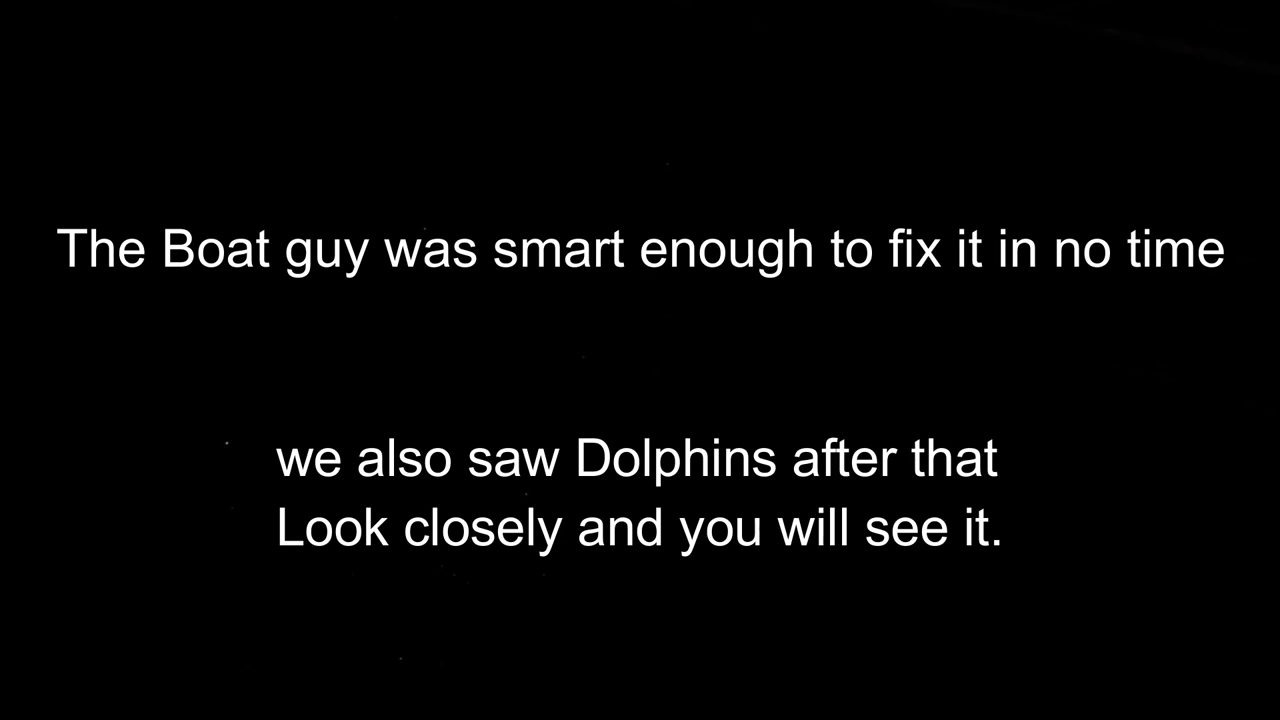 The Boat guy was smart enough to fix it in no time
we also saw Dolphins after that
Look closely and you will see it.